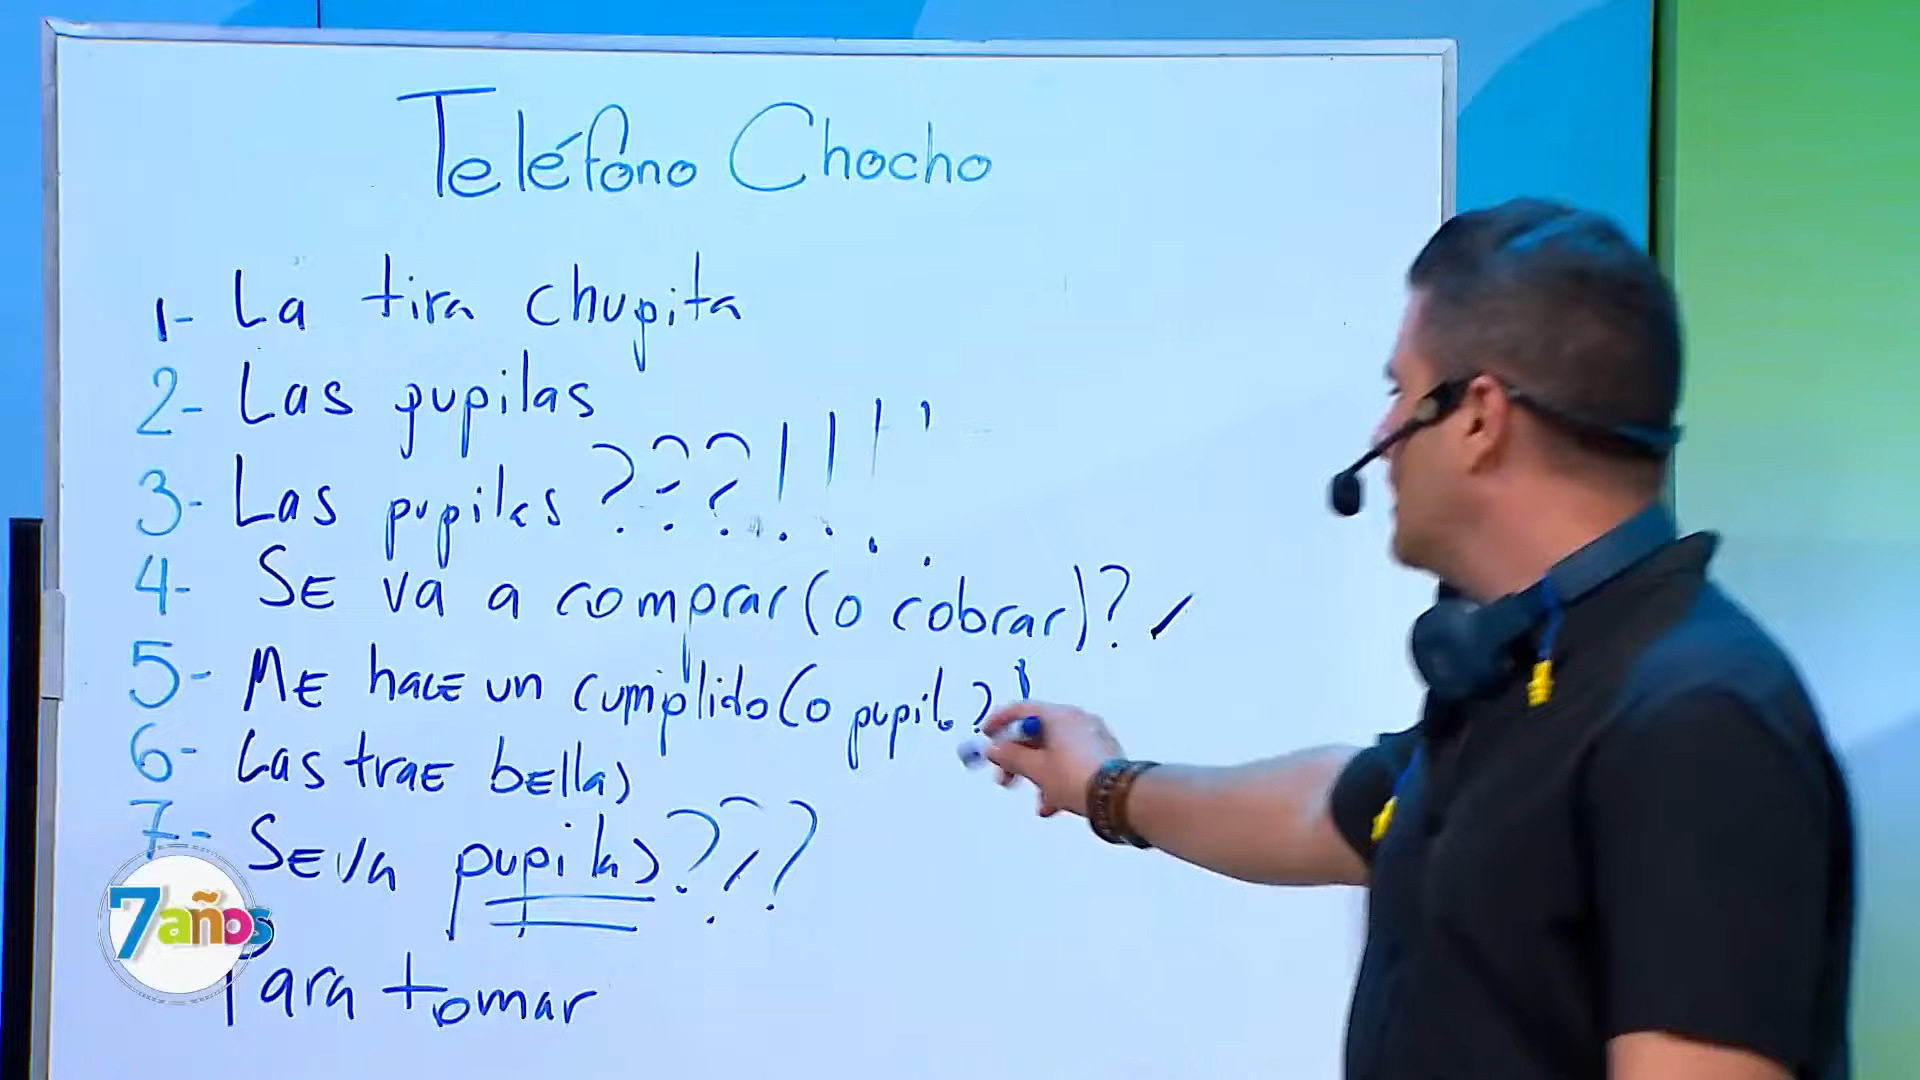 Teléfono Chocho
1- La tira chupita
2- Las pupilas
3- Las pupilas ???!!!!
4- SE va a comprar (o cobrar)?
5- ME hace un cumplido (o pupila?)
6- Las trae bellas
7- SE va pupilas???
Para tomar
7años